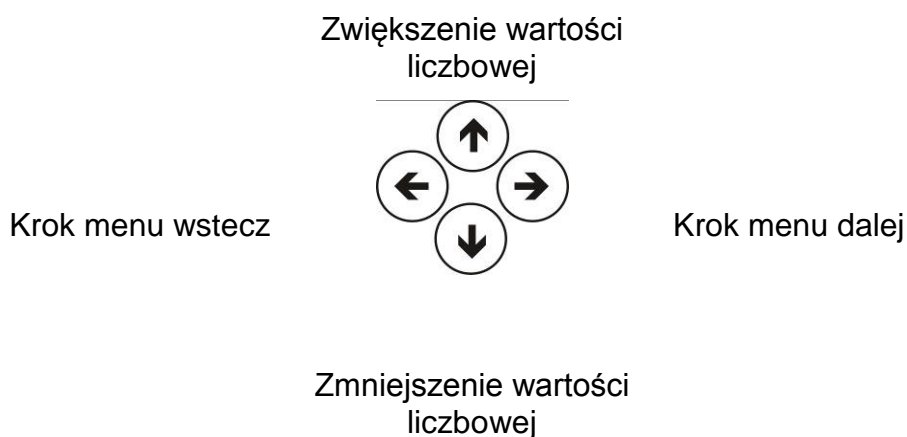 Zwiększenie wartości
liczbowej
Krok menu wstecz
Krok menu dalej
Zmniejszenie wartości
liczbowej